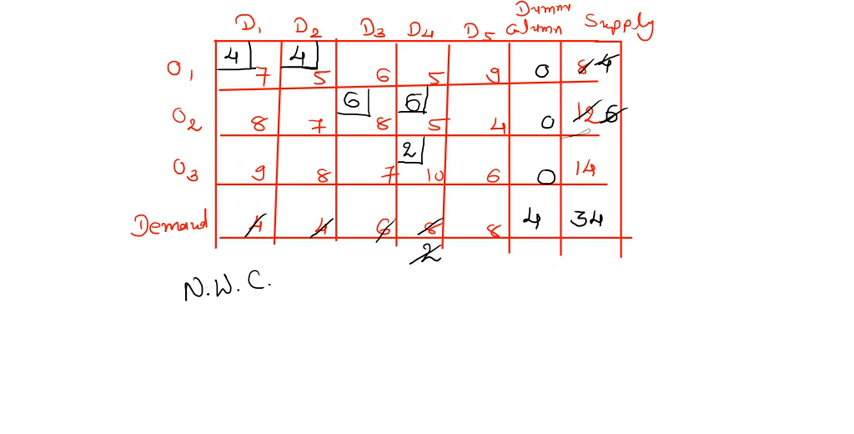 D1 D2 D3 D4 D5 Dummy Column Supply
O1 4 7 4 5 6 5 9 0 8 4
O2 8 7 6 8 6 5 4 0 12 6
O3 9 8 7 2 10 6 0 14
Demand 4 4 6 8 8 4 34
2
N.W.C.